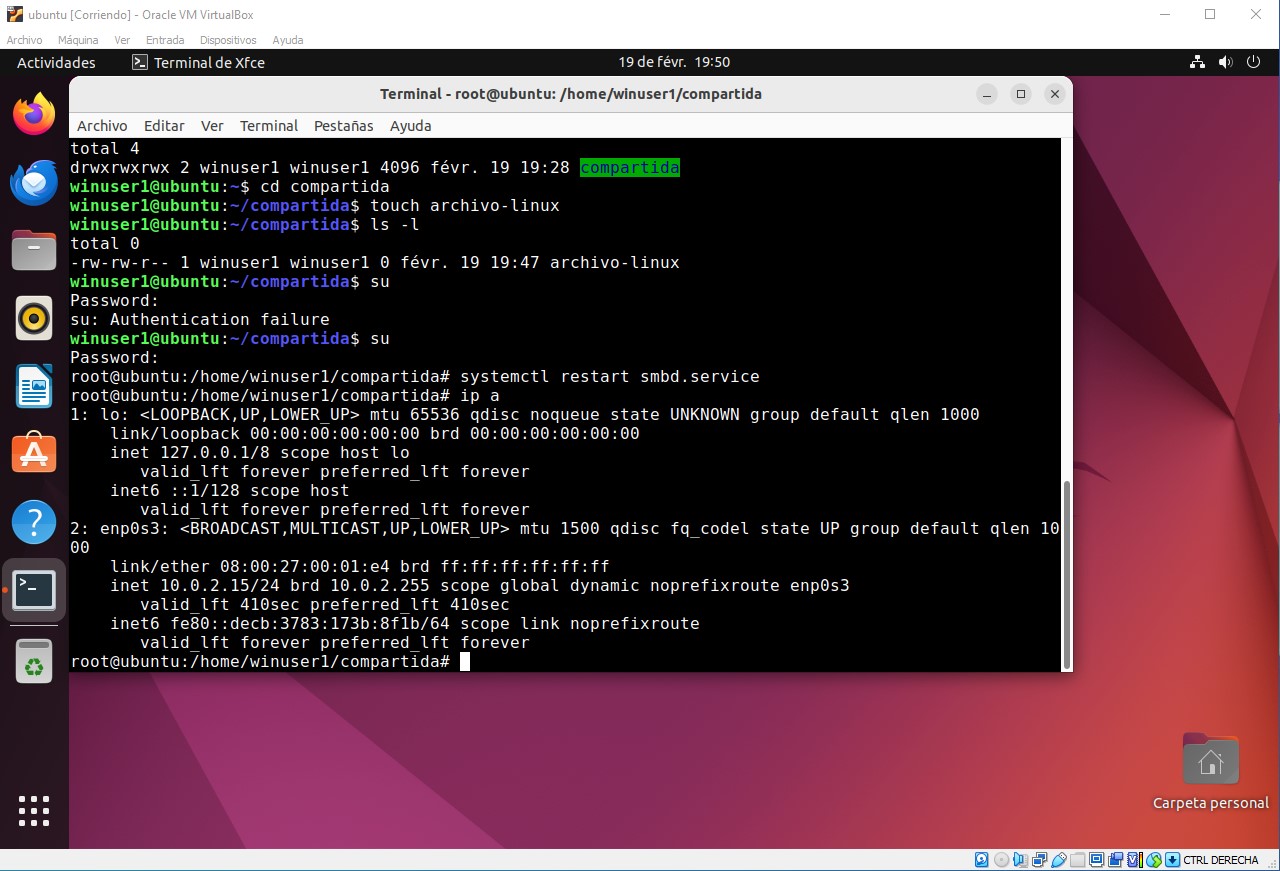 ubuntu [Corriendo] - Oracle VM VirtualBox
Archivo Máquina Ver Entrada Dispositivos Ayuda
Actividades Terminal de Xfce 19 de févr. 19:50
Terminal - root@ubuntu: /home/winuser1/compartida
Archivo Editar Ver Terminal Pestañas Ayuda
total 4
drwxrwxrwx 2 winuser1 winuser1 4096 févr. 19 19:28 compartida
winuser1@ubuntu:~$ cd compartida
winuser1@ubuntu:~/compartida$ touch archivo-linux
winuser1@ubuntu:~/compartida$ ls -l
total 0
-rw-rw-r-- 1 winuser1 winuser1 0 févr. 19 19:47 archivo-linux
winuser1@ubuntu:~/compartida$ su
Password:
su: Authentication failure
winuser1@ubuntu:~/compartida$ su
Password:
root@ubuntu:/home/winuser1/compartida# systemctl restart smbd.service
root@ubuntu:/home/winuser1/compartida# ip a
1: lo: <LOOPBACK,UP,LOWER_UP> mtu 65536 qdisc noqueue state UNKNOWN group default qlen 1000
link/loopback 00:00:00:00:00:00 brd 00:00:00:00:00:00
inet 127.0.0.1/8 scope host lo
valid_lft forever preferred_lft forever
inet6 ::1/128 scope host
valid_lft forever preferred_lft forever
2: enp0s3: <BROADCAST,MULTICAST,UP,LOWER_UP> mtu 1500 qdisc fq_codel state UP group default qlen 10
00
link/ether 08:00:27:00:01:e4 brd ff:ff:ff:ff:ff:ff
inet 10.0.2.15/24 brd 10.0.2.255 scope global dynamic noprefixroute enp0s3
valid_lft 410sec preferred_lft 410sec
inet6 fe80::decb:3783:173b:8f1b/64 scope link noprefixroute
valid_lft forever preferred_lft forever
root@ubuntu:/home/winuser1/compartida#
Carpeta personal
CTRL DERECHA